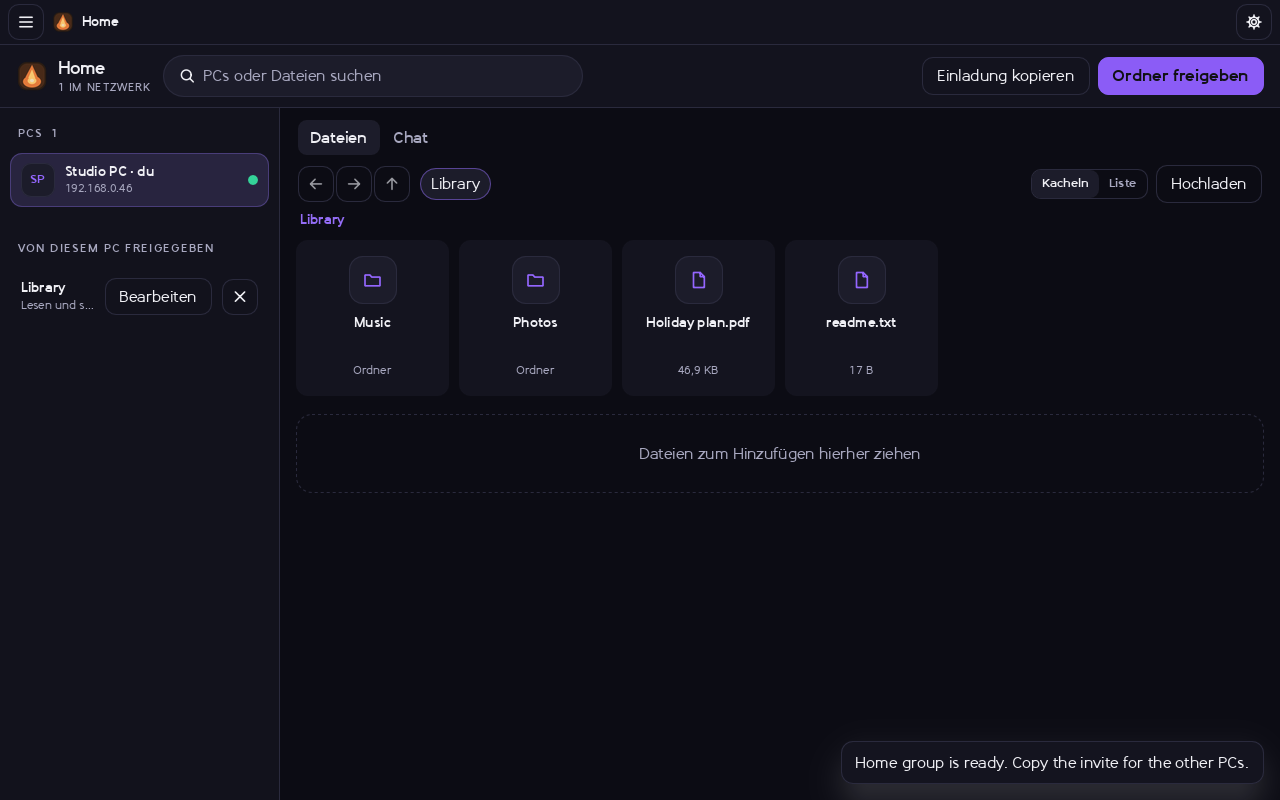 Home
Home
1 IM NETZWERK
PCs oder Dateien suchen
Einladung kopieren
Ordner freigeben
PCS 1
SP
Studio PC · du
192.168.0.46
VON DIESEM PC FREIGEGEBEN
Library
Lesen und s...
Bearbeiten
Dateien
Chat
Library
Kacheln
Liste
Hochladen
Library
Music
Ordner
Photos
Ordner
Holiday plan.pdf
46,9 KB
readme.txt
17 B
Dateien zum Hinzufügen hierher ziehen
Home group is ready. Copy the invite for the other PCs.